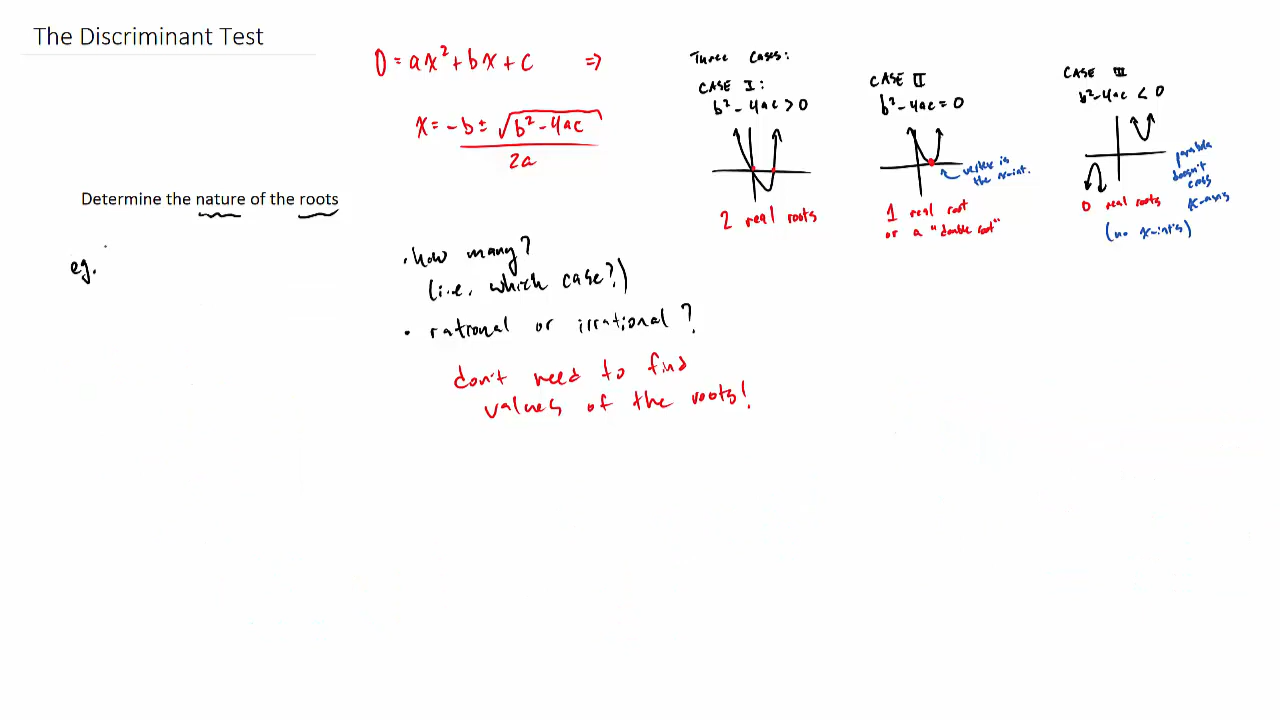 The Discriminant Test
0 = ax² + bx + c ⇒
x = -b ± √(b² - 4ac)
2a
Three Cases:
CASE I:
b² - 4ac > 0
2 real roots
CASE II
b² - 4ac = 0
vertex is
the x-int.
1 real root
or a "double root"
CASE III
b² - 4ac < 0
parabola
doesn't
cross
x-axis
0 real roots
(no x-int's)
Determine the nature of the roots
eg.
• how many?
(i.e. which case?)
• rational or irrational?
don't need to find
values of the roots!